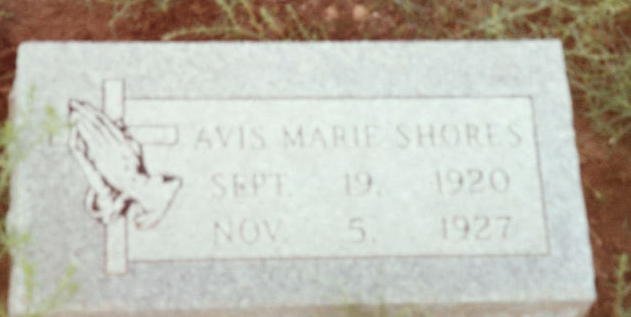 AVIS MARIE SHORES
SEPT. 19, 1920
NOV. 5, 1927